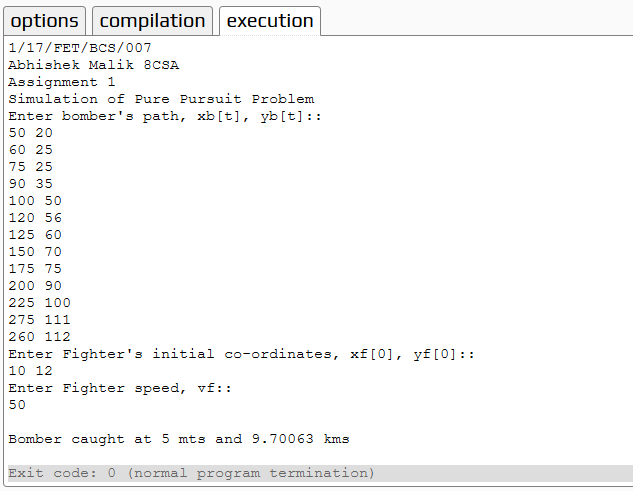 options compilation execution
1/17/FET/BCS/007
Abhishek Malik 8CSA
Assignment 1
Simulation of Pure Pursuit Problem
Enter bomber's path, xb[t], yb[t]::
50 20
60 25
75 25
90 35
100 50
120 56
125 60
150 70
175 75
200 90
225 100
275 111
260 112
Enter Fighter's initial co-ordinates, xf[0], yf[0]::
10 12
Enter Fighter speed, vf::
50
Bomber caught at 5 mts and 9.70063 kms
Exit code: 0 (normal program termination)